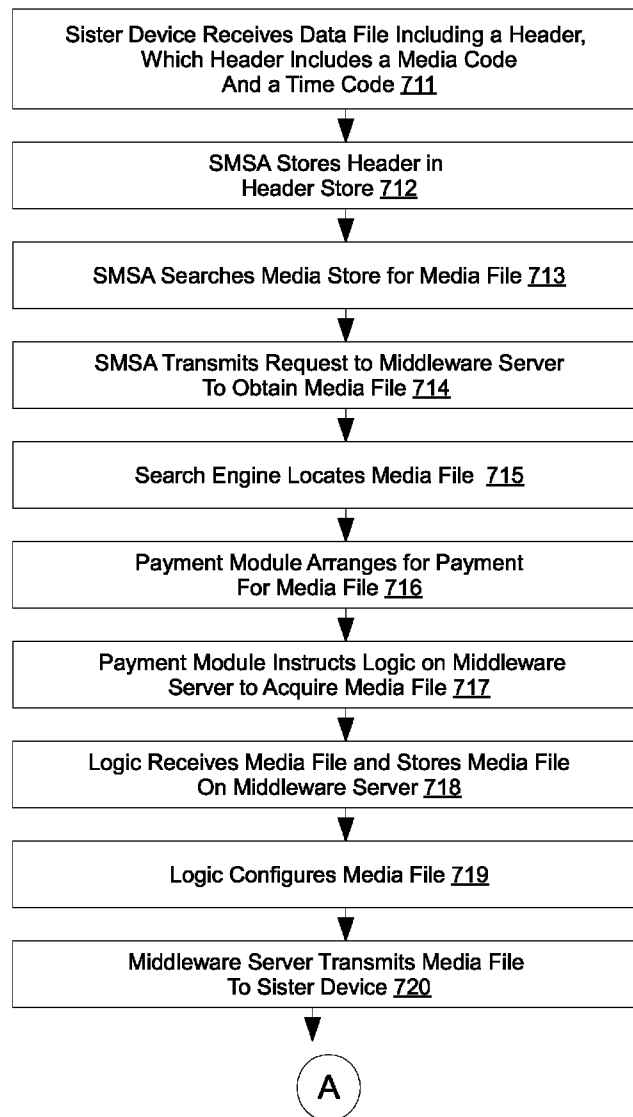 Sister Device Receives Data File Including a Header,
Which Header Includes a Media Code
And a Time Code 711
SMSA Stores Header in
Header Store 712
SMSA Searches Media Store for Media File 713
SMSA Transmits Request to Middleware Server
To Obtain Media File 714
Search Engine Locates Media File 715
Payment Module Arranges for Payment
For Media File 716
Payment Module Instructs Logic on Middleware
Server to Acquire Media File 717
Logic Receives Media File and Stores Media File
On Middleware Server 718
Logic Configures Media File 719
Middleware Server Transmits Media File
To Sister Device 720
A